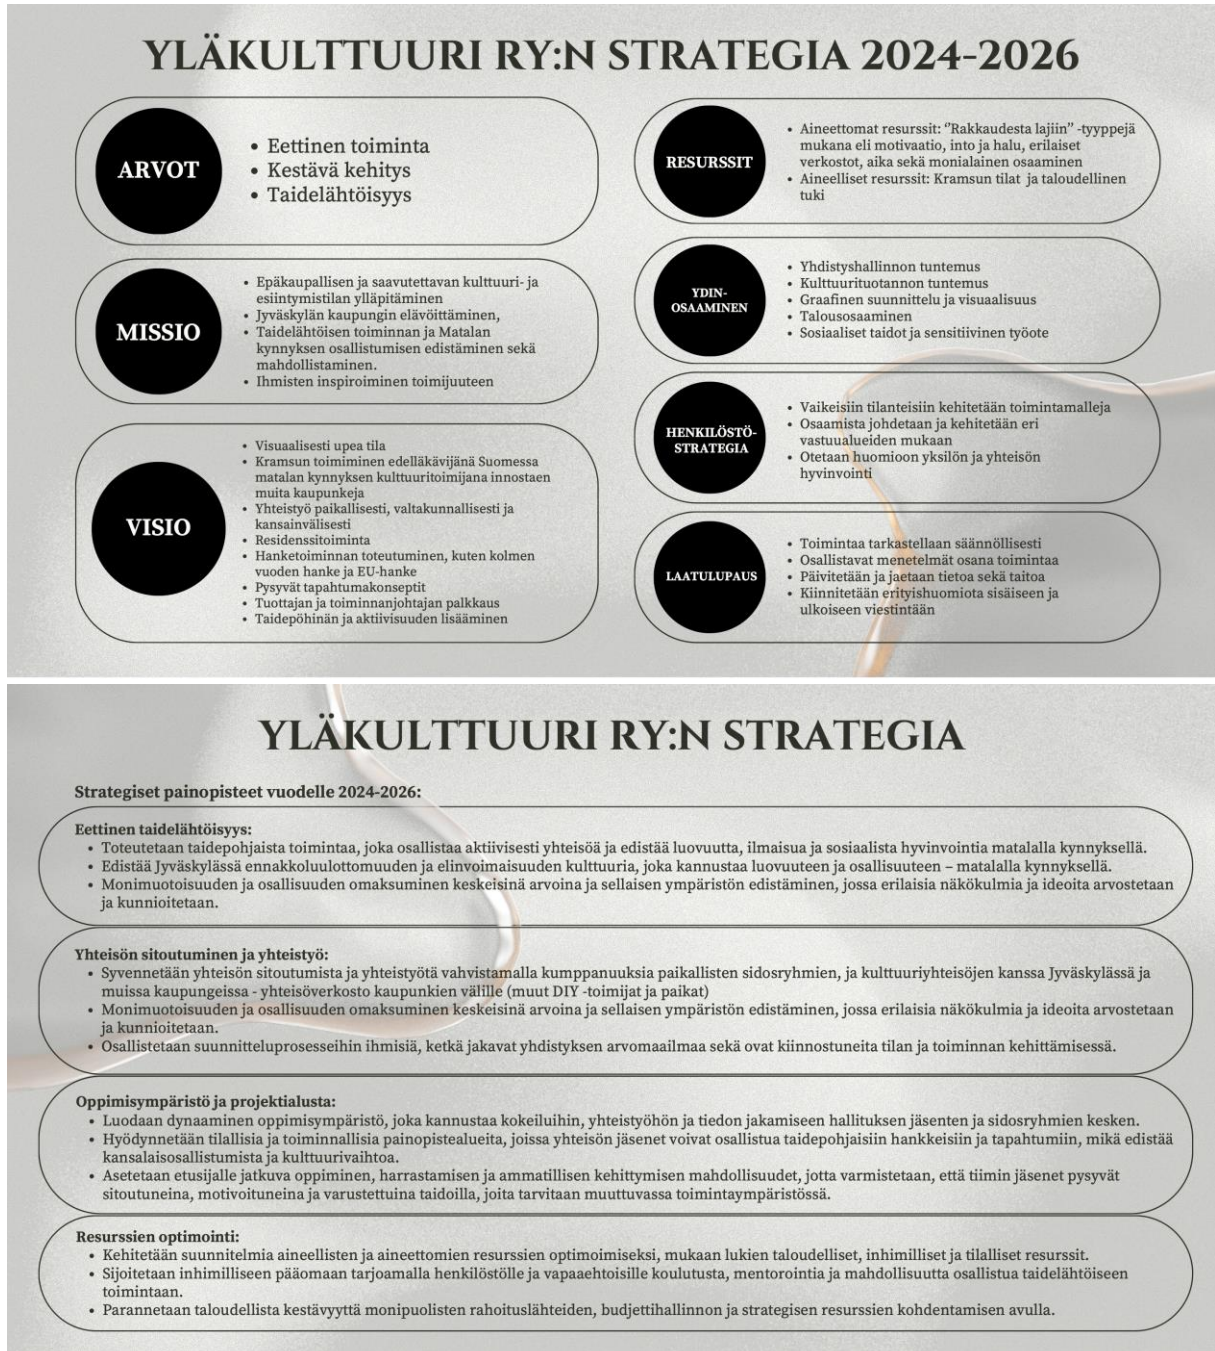 YLÄKULTTUURI RY:N STRATEGIA 2024-2026
ARVOT
• Eettinen toiminta
• Kestävä kehitys
• Taidelähtöisyys
MISSIO
• Epäkaupallisen ja saavutettavan kulttuuri- ja
esiintymistilan ylläpitäminen
• Jyväskylän kaupungin elävöittäminen,
• Taidelähtöisen toiminnan ja Matalan
kynnyksen osallistumisen edistäminen sekä
mahdollistaminen.
• Ihmisten inspiroiminen toimijuuteen
VISIO
• Visuaalisesti upea tila
• Kramsun toimiminen edelläkävijänä Suomessa
matalan kynnyksen kulttuuritoimijana innostaen
muita kaupunkeja
• Yhteistyö paikallisesti, valtakunnallisesti ja
kansainvälisesti
• Residenssitoiminta
• Hanketoiminnan toteutuminen, kuten kolmen
vuoden hanke ja EU-hanke
• Pysyvät tapahtumakonseptit
• Tuottajan ja toiminnanjohtajan palkkaus
• Taidepöhinän ja aktiivisuuden lisääminen
RESURSSIT
• Aineettomat resurssit: ‘’Rakkaudesta lajiin’’ -tyyppejä
mukana eli motivaatio, into ja halu, erilaiset
verkostot, aika sekä monialainen osaaminen
• Aineelliset resurssit: Kramsun tilat ja taloudellinen
tuki
YDIN-
OSAAMINEN
• Yhdistyshallinnon tuntemus
• Kulttuurituotannon tuntemus
• Graafinen suunnittelu ja visuaalisuus
• Talousosaaminen
• Sosiaaliset taidot ja sensitiivinen työote
HENKILÖSTÖ-
STRATEGIA
• Vaikeisiin tilanteisiin kehitetään toimintamalleja
• Osaamista johdetaan ja kehitetään eri
vastuualueiden mukaan
• Otetaan huomioon yksilön ja yhteisön
hyvinvointi
LAATULUPAUS
• Toimintaa tarkastellaan säännöllisesti
• Osallistavat menetelmät osana toimintaa
• Päivitetään ja jaetaan tietoa sekä taitoa
• Kiinnitetään erityishuomiota sisäiseen ja
ulkoiseen viestintään
YLÄKULTTUURI RY:N STRATEGIA
Strategiset painopisteet vuodelle 2024-2026:
Eettinen taidelähtöisyys:
• Toteutetaan taidepohjaista toimintaa, joka osallistaa aktiivisesti yhteisöä ja edistää luovuutta, ilmaisua ja sosiaalista hyvinvointia matalalla kynnyksellä.
• Edistää Jyväskylässä ennakkoluulottomuuden ja elinvoimaisuuden kulttuuria, joka kannustaa luovuuteen ja osallisuuteen – matalalla kynnyksellä.
• Monimuotoisuuden ja osallisuuden omaksuminen keskeisinä arvoina ja sellaisen ympäristön edistäminen, jossa erilaisia näkökulmia ja ideoita arvostetaan
ja kunnioitetaan.
Yhteisön sitoutuminen ja yhteistyö:
• Syvennetään yhteisön sitoutumista ja yhteistyötä vahvistamalla kumppanuuksia paikallisten sidosryhmien, ja kulttuuriyhteisöjen kanssa Jyväskylässä ja
muissa kaupungeissa - yhteisöverkosto kaupunkien välille (muut DIY -toimijat ja paikat)
• Monimuotoisuuden ja osallisuuden omaksuminen keskeisinä arvoina ja sellaisen ympäristön edistäminen, jossa erilaisia näkökulmia ja ideoita arvostetaan
ja kunnioitetaan.
• Osallistetaan suunnitteluprosesseihin ihmisiä, ketkä jakavat yhdistyksen arvomaailmaa sekä ovat kiinnostuneita tilan ja toiminnan kehittämisessä.
Oppimisympäristö ja projektialusta:
• Luodaan dynaaminen oppimisympäristö, joka kannustaa kokeiluihin, yhteistyöhön ja tiedon jakamiseen hallituksen jäsenten ja sidosryhmien kesken.
• Hyödynnetään tilallisia ja toiminnallisia painopistealueita, joissa yhteisön jäsenet voivat osallistua taidepohjaisiin hankkeisiin ja tapahtumiin, mikä edistää
kansalaisosallistumista ja kulttuurivaihtoa.
• Asetetaan etusijalle jatkuva oppiminen, harrastamisen ja ammatillisen kehittymisen mahdollisuudet, jotta varmistetaan, että tiimin jäsenet pysyvät
sitoutuneina, motivoituneina ja varustettuina taidoilla, joita tarvitaan muuttuvassa toimintaympäristössä.
Resurssien optimointi:
• Kehitetään suunnitelmia aineellisten ja aineettomien resurssien optimoimiseksi, mukaan lukien taloudelliset, inhimilliset ja tilalliset resurssit.
• Sijoitetaan inhimilliseen pääomaan tarjoamalla henkilöstölle ja vapaaehtoisille koulutusta, mentorointia ja mahdollisuutta osallistua taidelähtöiseen
toimintaan.
• Parannetaan taloudellista kestävyyttä monipuolisten rahoituslähteiden, budjettihallinnon ja strategisen resurssien kohdentamisen avulla.